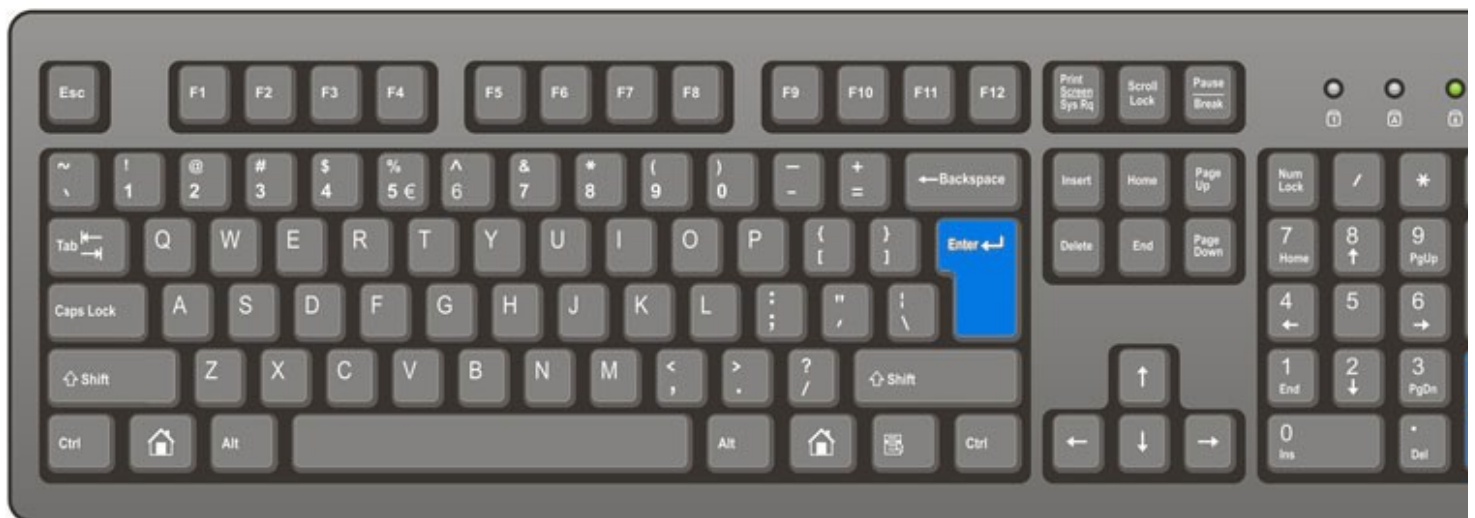 Esc F1 F2 F3 F4 F5 F6 F7 F8 F9 F10 F11 F12 Print Screen Sys Rq Scroll Lock Pause Break
~ ` ! 1 @ 2 # 3 $ 4 % 5 € ^ 6 & 7 * 8 ( 9 ) 0 — - + = ←Backspace Insert Home Page Up Num Lock / *
Tab Q W E R T Y U I O P { [ } ] Enter Delete End Page Down 7 Home 8 ↑ 9 PgUp
Caps Lock A S D F G H J K L : ; " ' ¦ \ 4 ← 5 6 →
⇧ Shift Z X C V B N M < , > . ? / ⇧ Shift ↑ 1 End 2 ↓ 3 PgDn
Ctrl Alt Alt Ctrl ← ↓ → 0 Ins . Del